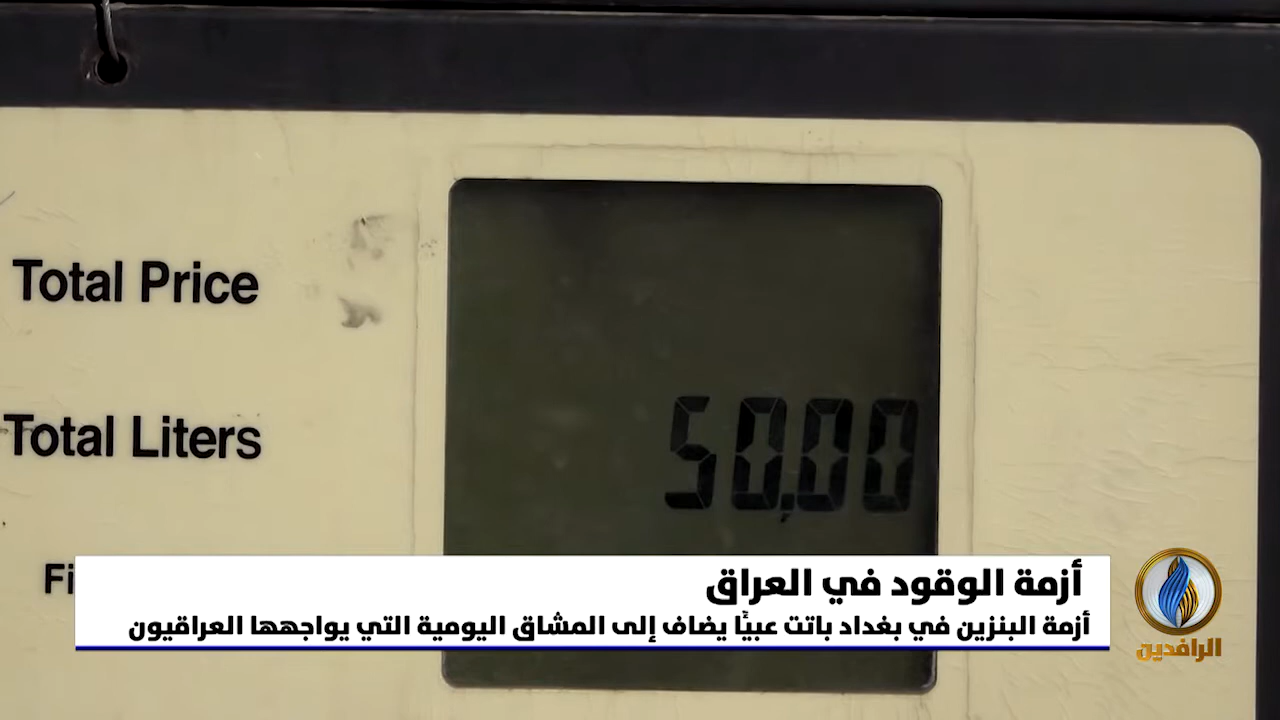 Total Price
Total Liters
50,00
Fi
أزمة الوقود في العراق
أزمة البنزين في بغداد باتت عبئًا يضاف إلى المشاق اليومية التي يواجهها العراقيون
الرافدين